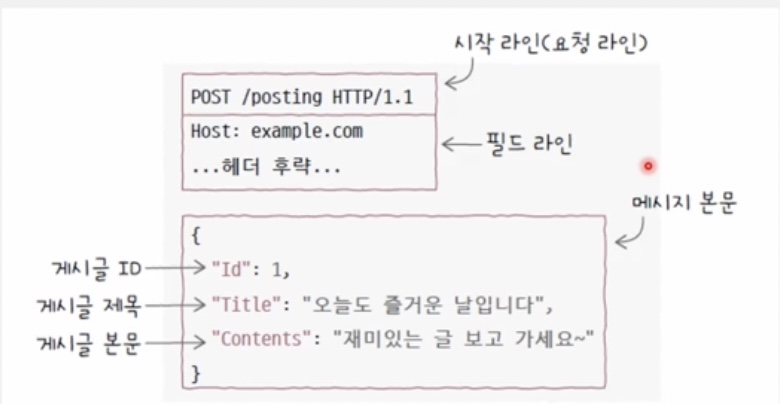 시작 라인(요청 라인)
POST /posting HTTP/1.1
Host: example.com
...헤더 후략...
필드 라인
메시지 본문
{
게시글 ID
"Id": 1,
게시글 제목
"Title": "오늘도 즐거운 날입니다",
게시글 본문
"Contents": "재미있는 글 보고 가세요~"
}